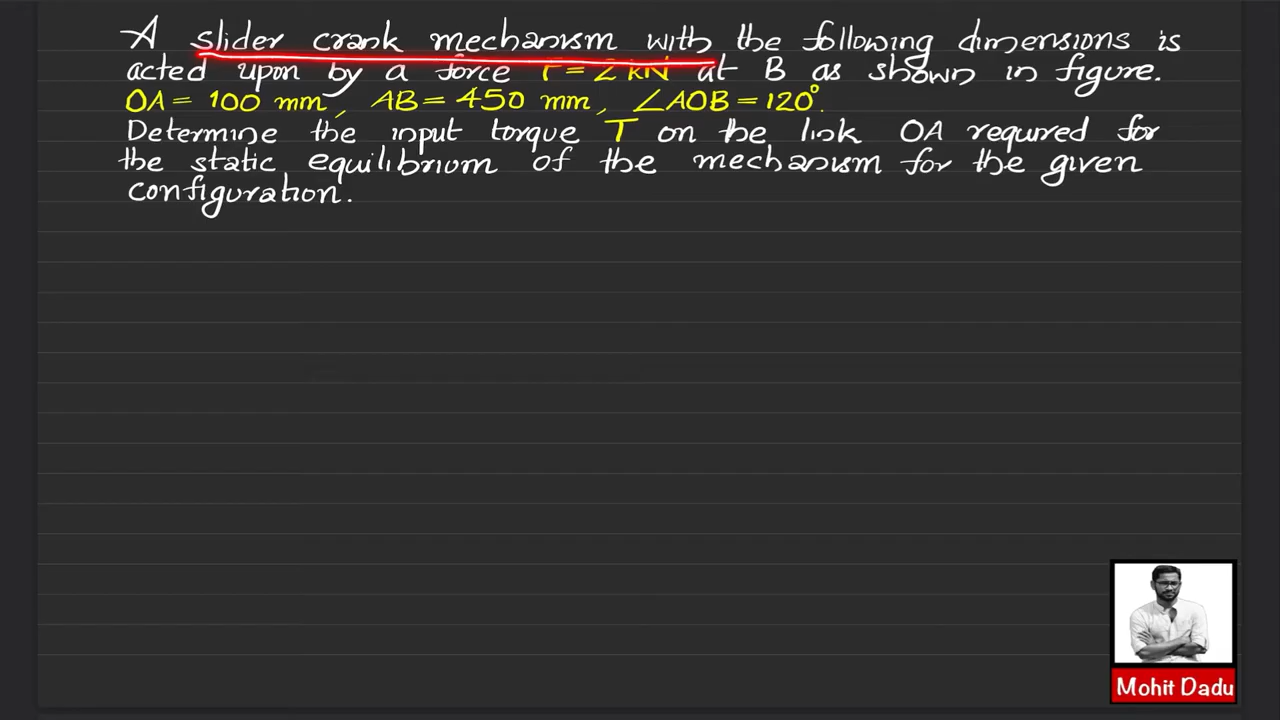 A slider crank mechanism with the following dimensions is
acted upon by a force F = 2 kN at B as shown in figure.
OA = 100 mm, AB = 450 mm, ∠AOB = 120°.
Determine the input torque T on the link OA required for
the static equilibrium of the mechanism for the given
configuration.
Mohit Dadu